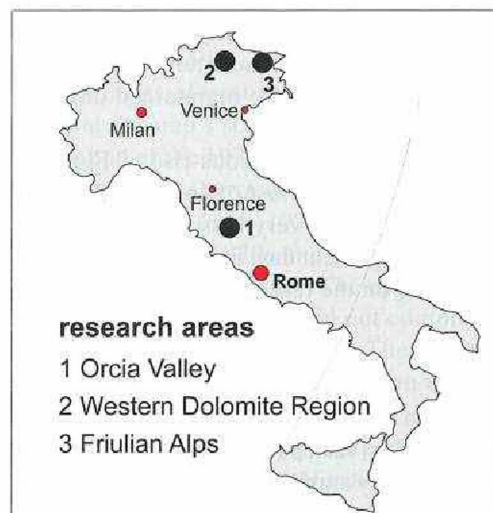 2
3
Venice
Milan
Florence
1
Rome
research areas
1 Orcia Valley
2 Western Dolomite Region
3 Friulian Alps